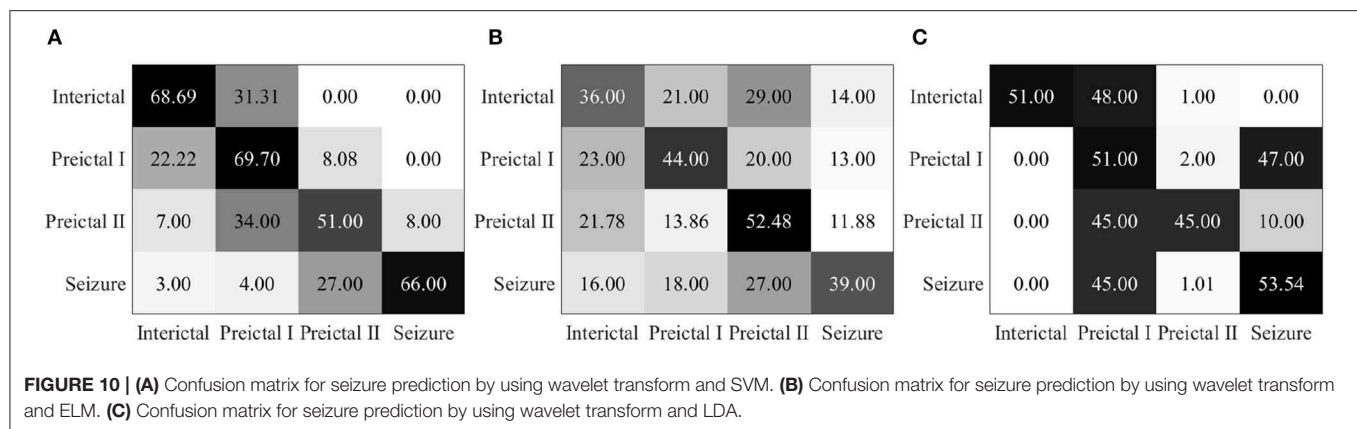 A B C
Interictal 68.69 31.31 0.00 0.00 Interictal 36.00 21.00 29.00 14.00 Interictal 51.00 48.00 1.00 0.00
Preictal I 22.22 69.70 8.08 0.00 Preictal I 23.00 44.00 20.00 13.00 Preictal I 0.00 51.00 2.00 47.00
Preictal II 7.00 34.00 51.00 8.00 Preictal II 21.78 13.86 52.48 11.88 Preictal II 0.00 45.00 45.00 10.00
Seizure 3.00 4.00 27.00 66.00 Seizure 16.00 18.00 27.00 39.00 Seizure 0.00 45.00 1.01 53.54
Interictal Preictal I Preictal II Seizure Interictal Preictal I Preictal II Seizure Interictal Preictal I Preictal II Seizure
FIGURE 10 | (A) Confusion matrix for seizure prediction by using wavelet transform and SVM. (B) Confusion matrix for seizure prediction by using wavelet transform
and ELM. (C) Confusion matrix for seizure prediction by using wavelet transform and LDA.